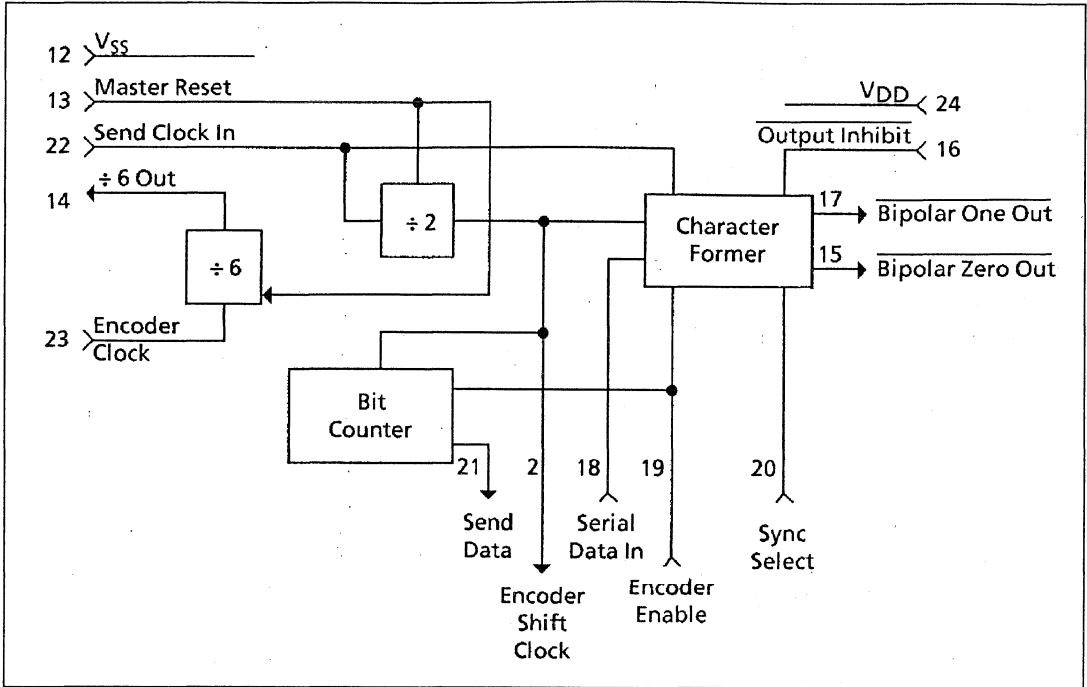 12 VSS
13 Master Reset
22 Send Clock In
14 ÷ 6 Out
÷ 6
23 Encoder
Clock
÷ 2
VDD 24
Output Inhibit 16
Character
Former
17 Bipolar One Out
15 Bipolar Zero Out
Bit
Counter
21
Send
Data
2
Encoder
Shift
Clock
18
Serial
Data In
19
Encoder
Enable
20
Sync
Select